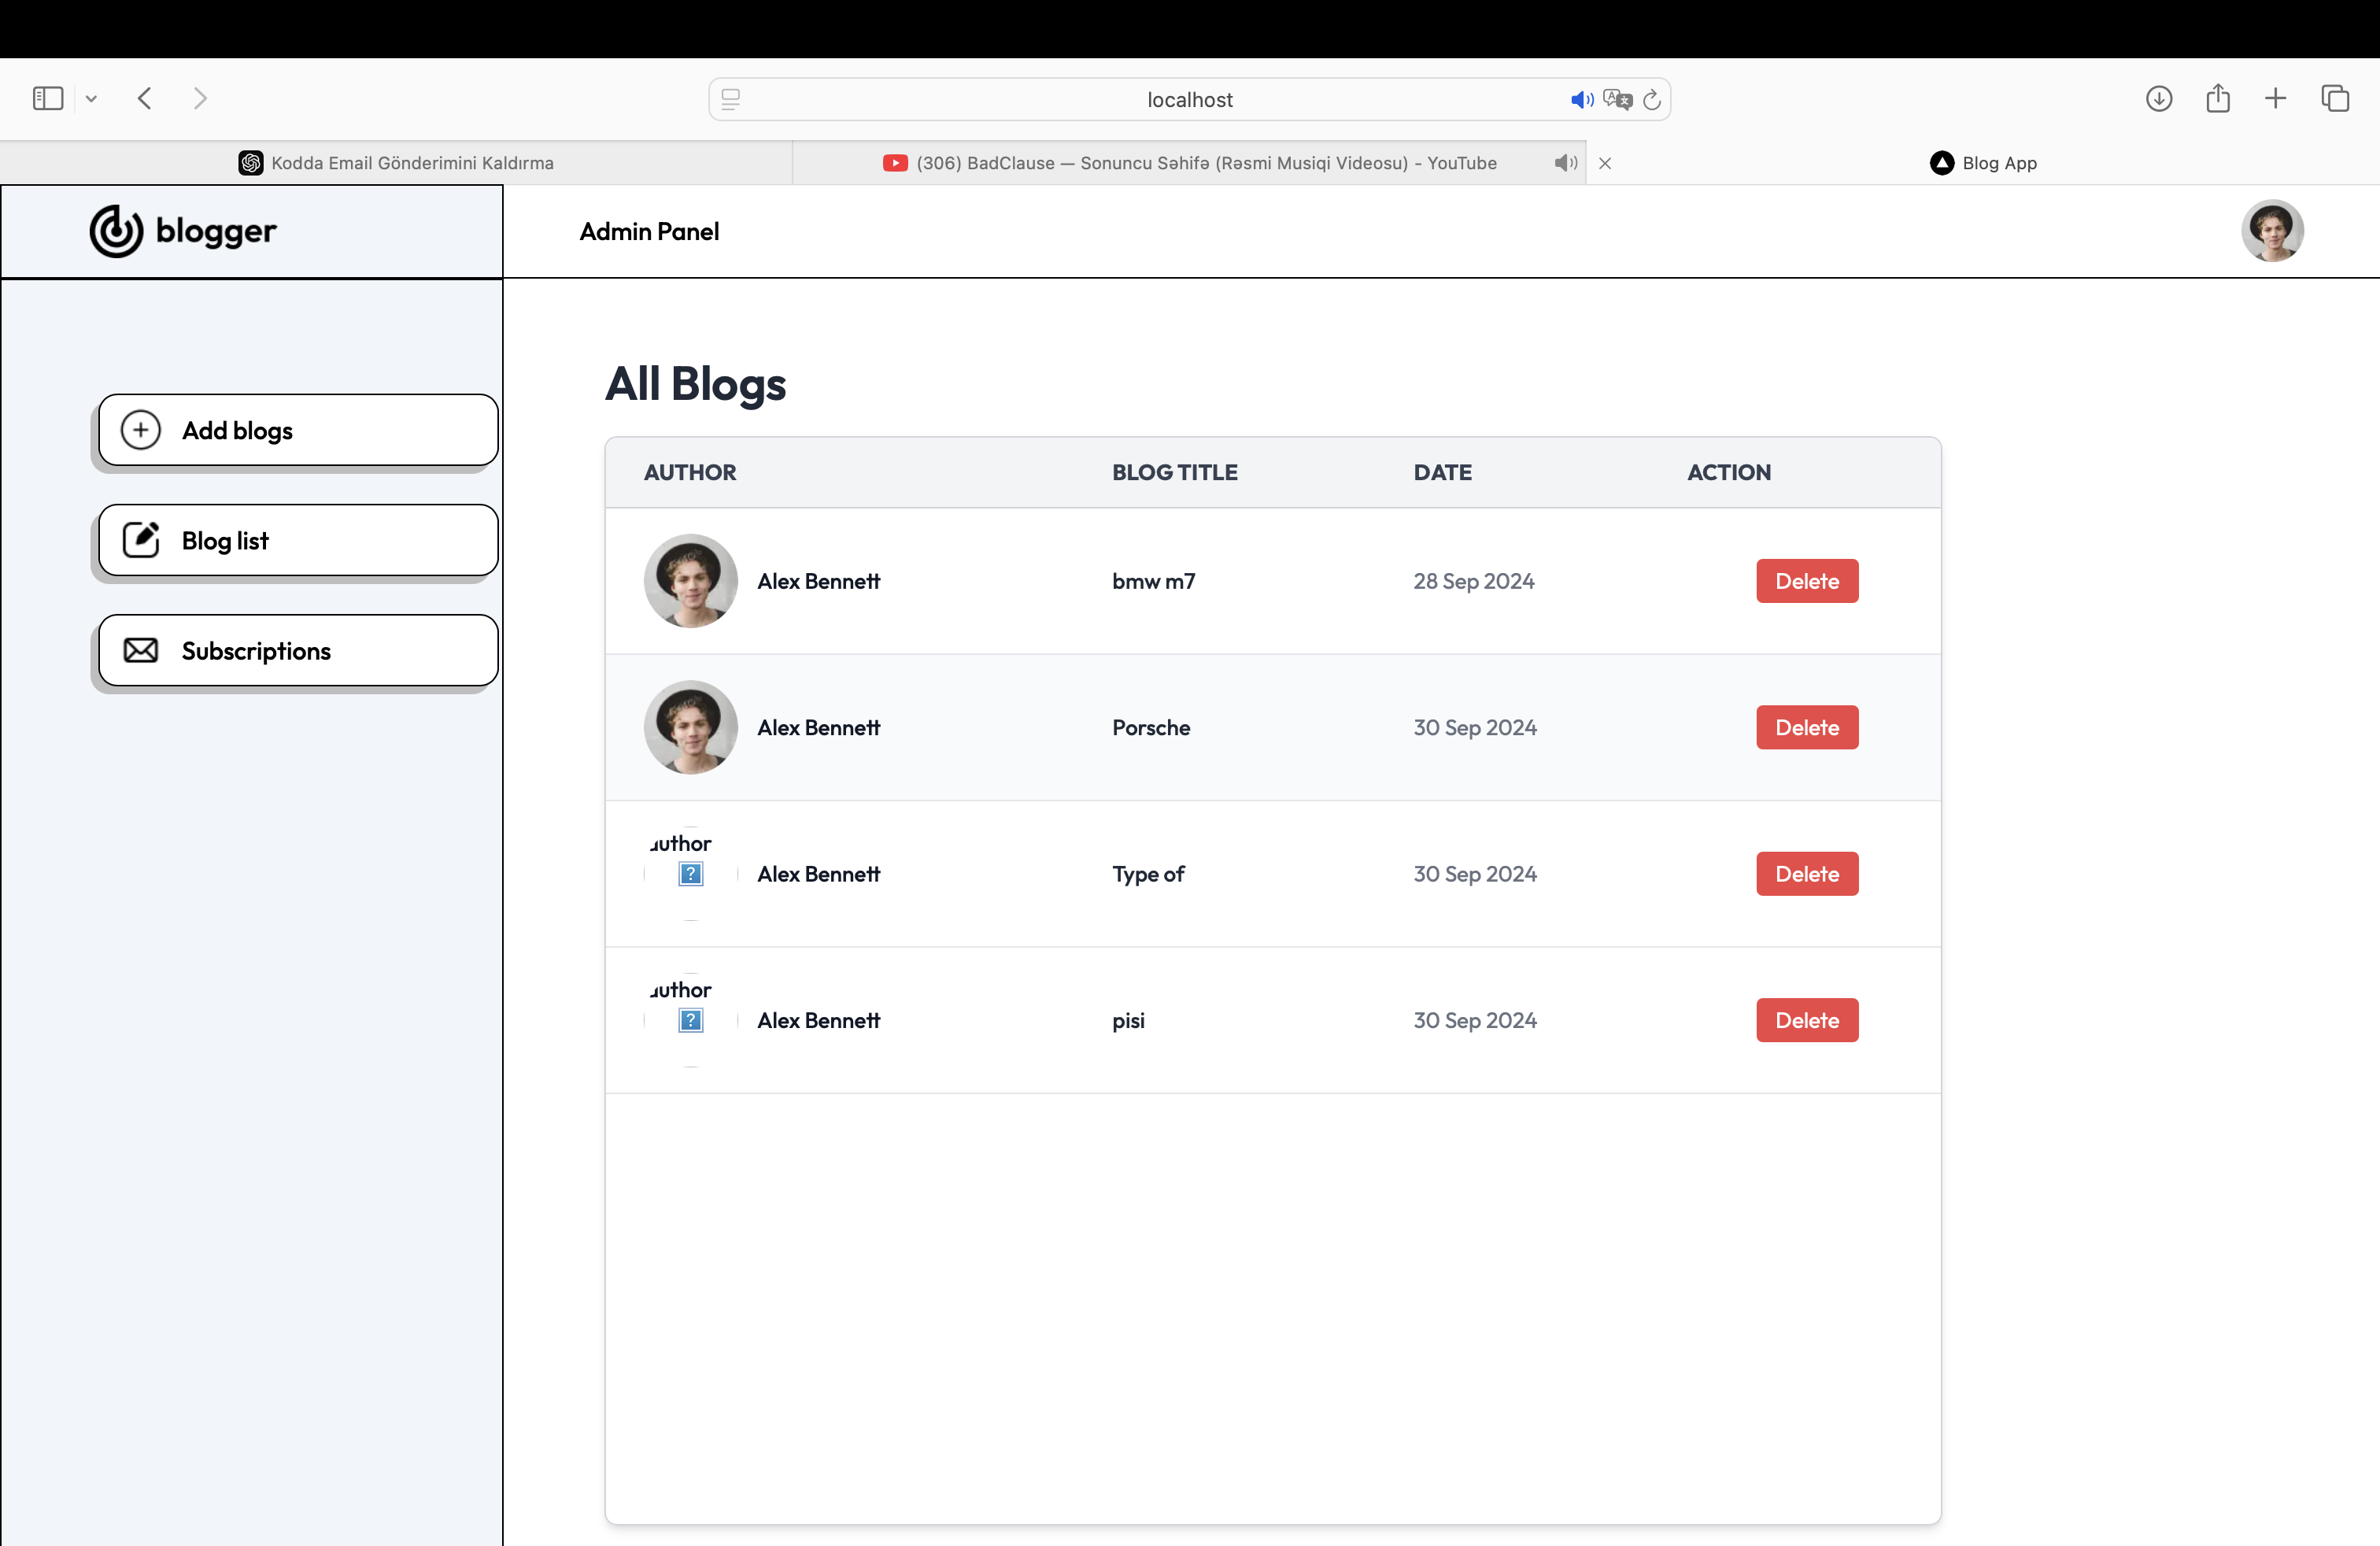 localhost
Kodda Email Gönderimini Kaldırma
(306) BadClause — Sonuncu Səhifə (Rəsmi Musiqi Videosu) - YouTube
Blog App
blogger
Admin Panel
Add blogs
Blog list
Subscriptions
All Blogs
AUTHOR BLOG TITLE DATE ACTION
Alex Bennett bmw m7 28 Sep 2024 Delete
Alex Bennett Porsche 30 Sep 2024 Delete
author
Alex Bennett Type of 30 Sep 2024 Delete
author
Alex Bennett pisi 30 Sep 2024 Delete